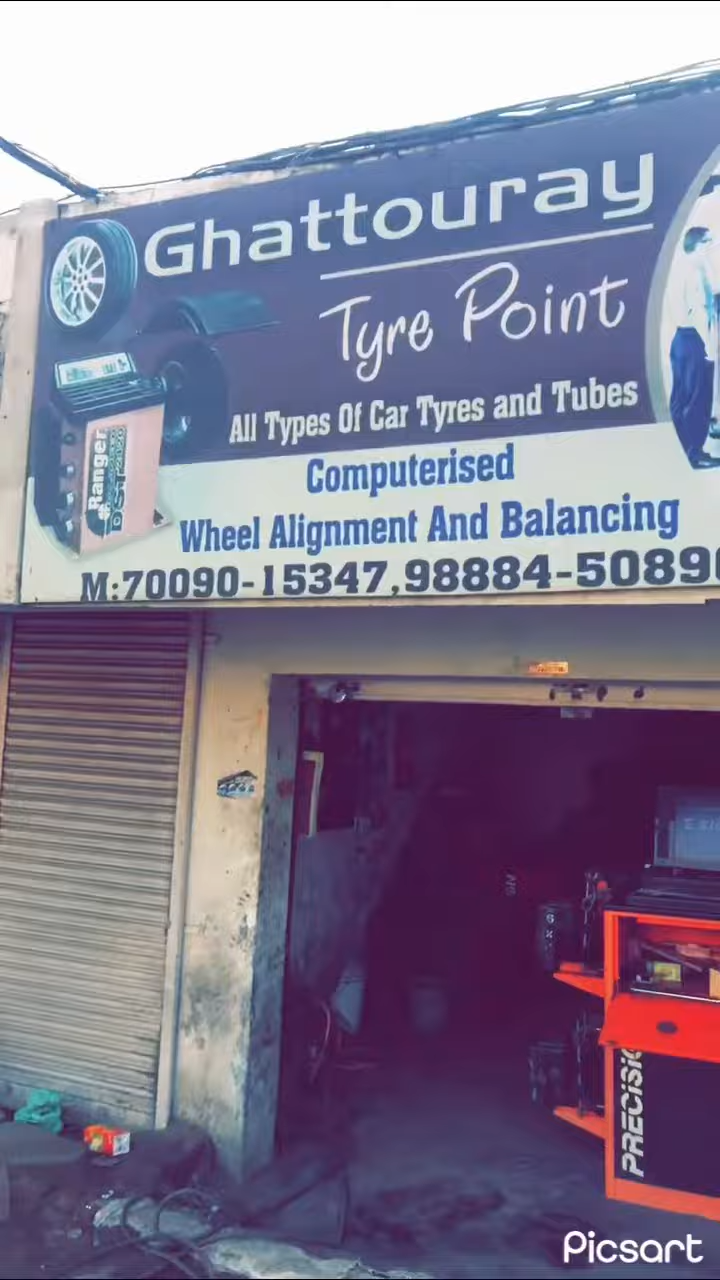 Ghattouray
Tyre Point
All Types Of Car Tyres and Tubes
Computerised
Wheel Alignment And Balancing
M:70090-15347,98884-5089
Ranger
DST
PRECISI
Picsart